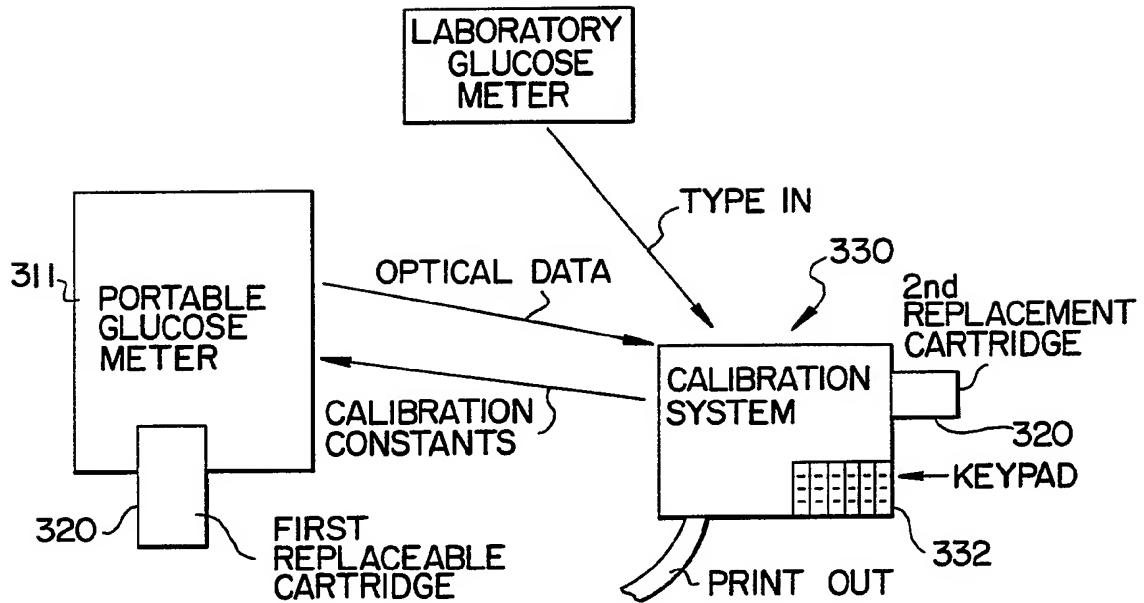 LABORATORY
GLUCOSE
METER
TYPE IN
330
311
PORTABLE
GLUCOSE
METER
OPTICAL DATA
2nd
REPLACEMENT
CARTRIDGE
CALIBRATION
SYSTEM
CALIBRATION
CONSTANTS
320
KEYPAD
320
FIRST
REPLACEABLE
CARTRIDGE
332
PRINT OUT